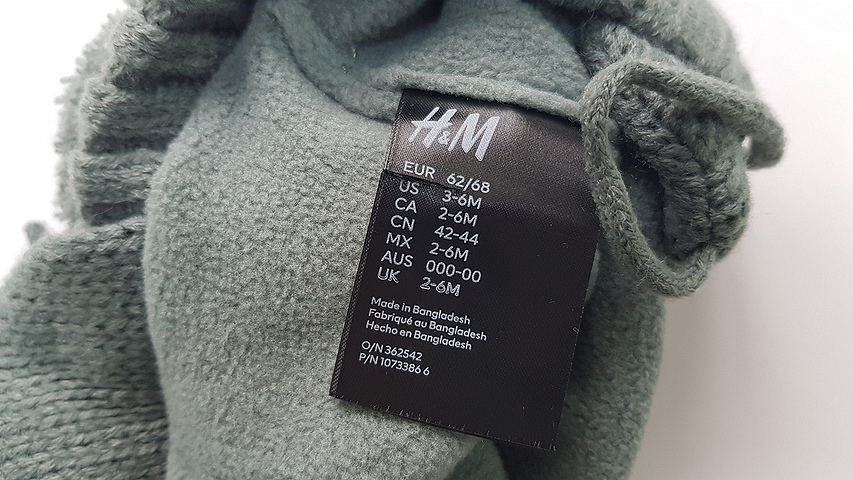 H&M
EUR 62/68
US 3-6M
CA 2-6M
CN 42-44
MX 2-6M
AUS 000-00
UK 2-6M
Made in Bangladesh
Fabriqué au Bangladesh
Hecho en Bangladesh
O/N 362542
P/N 1073386 6